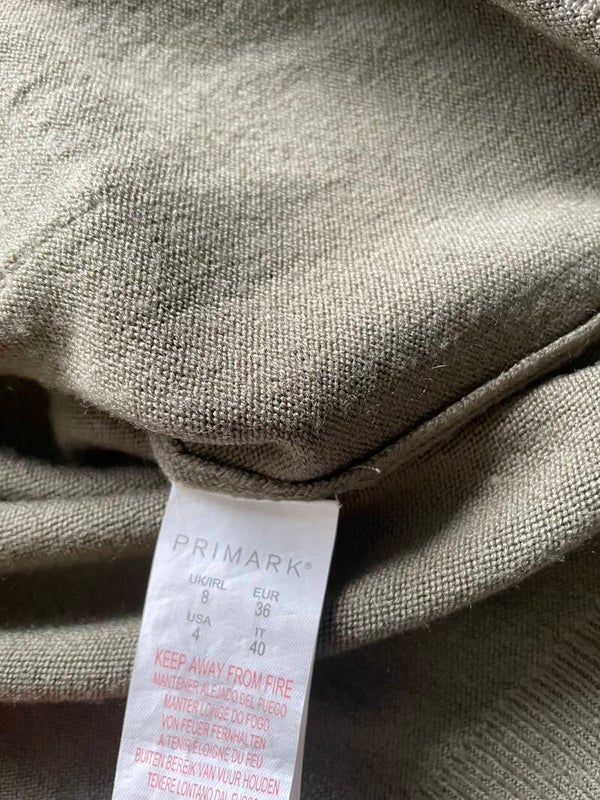 PRIMARK®
UK/IRL EUR
8 36
USA IT
4 40
KEEP AWAY FROM FIRE
MANTENER ALEJADO DEL FUEGO
MANTER LONGE DO FOGO
VON FEUER FERNHALTEN
À TENIR ÉLOIGNE DU FEU
BUITEN BEREIK VAN VUUR HOUDEN
TENERE LONTANO DAL FUOCO